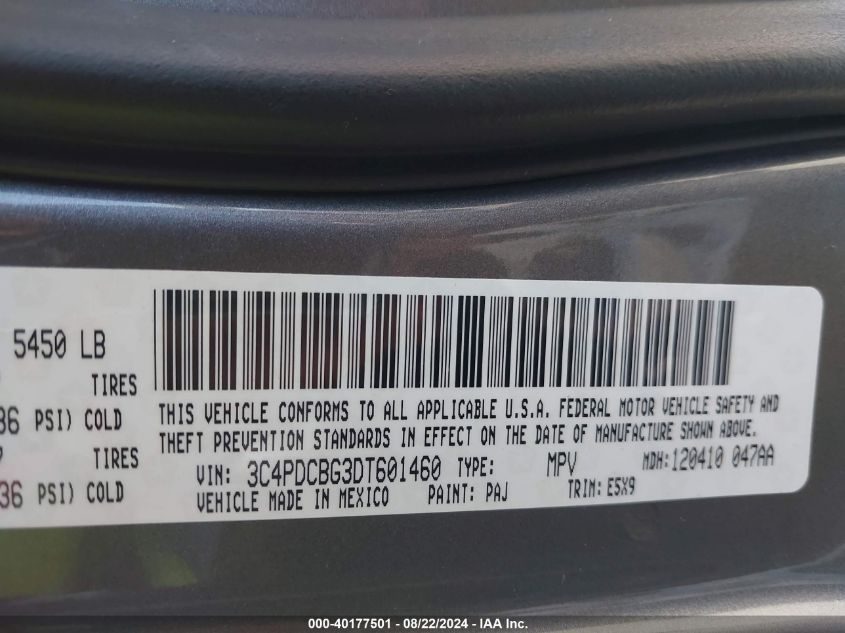 5450 LB
TIRES
36 PSI) COLD
TIRES
36 PSI) COLD
THIS VEHICLE CONFORMS TO ALL APPLICABLE U.S.A. FEDERAL MOTOR VEHICLE SAFETY AND
THEFT PREVENTION STANDARDS IN EFFECT ON THE DATE OF MANUFACTURE SHOWN ABOVE.
VIN: 3C4PDCBG3DT601460 TYPE: MPV MDH:120410 047AA
VEHICLE MADE IN MEXICO PAINT: PAJ TRIM: E5X9
000-40177501 - 08/22/2024 - IAA Inc.